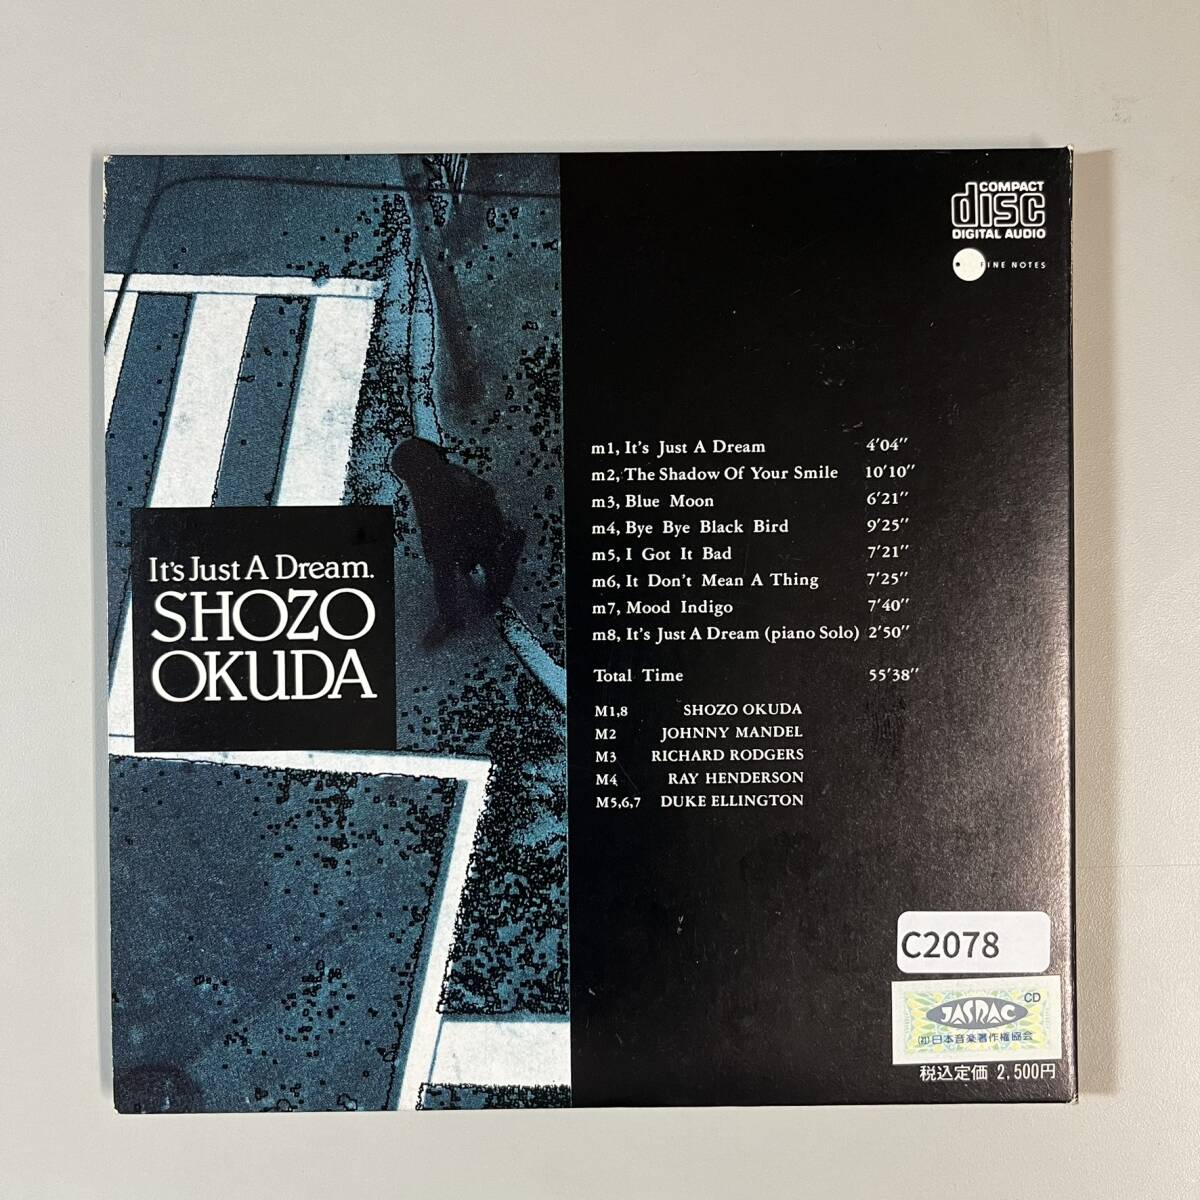 COMPACT
disc
DIGITAL AUDIO
FINE NOTES
It's Just A Dream.
SHOZO
OKUDA
m1, It's Just A Dream 4'04"
m2, The Shadow Of Your Smile 10'10"
m3, Blue Moon 6'21"
m4, Bye Bye Black Bird 9'25"
m5, I Got It Bad 7'21"
m6, It Don't Mean A Thing 7'25"
m7, Mood Indigo 7'40"
m8, It's Just A Dream (piano Solo) 2'50"
Total Time 55'38"
M1,8 SHOZO OKUDA
M2 JOHNNY MANDEL
M3 RICHARD RODGERS
M4 RAY HENDERSON
M5,6,7 DUKE ELLINGTON
C2078
CD
JASRAC
㈳日本音楽著作権協会
税込定価 2,500円